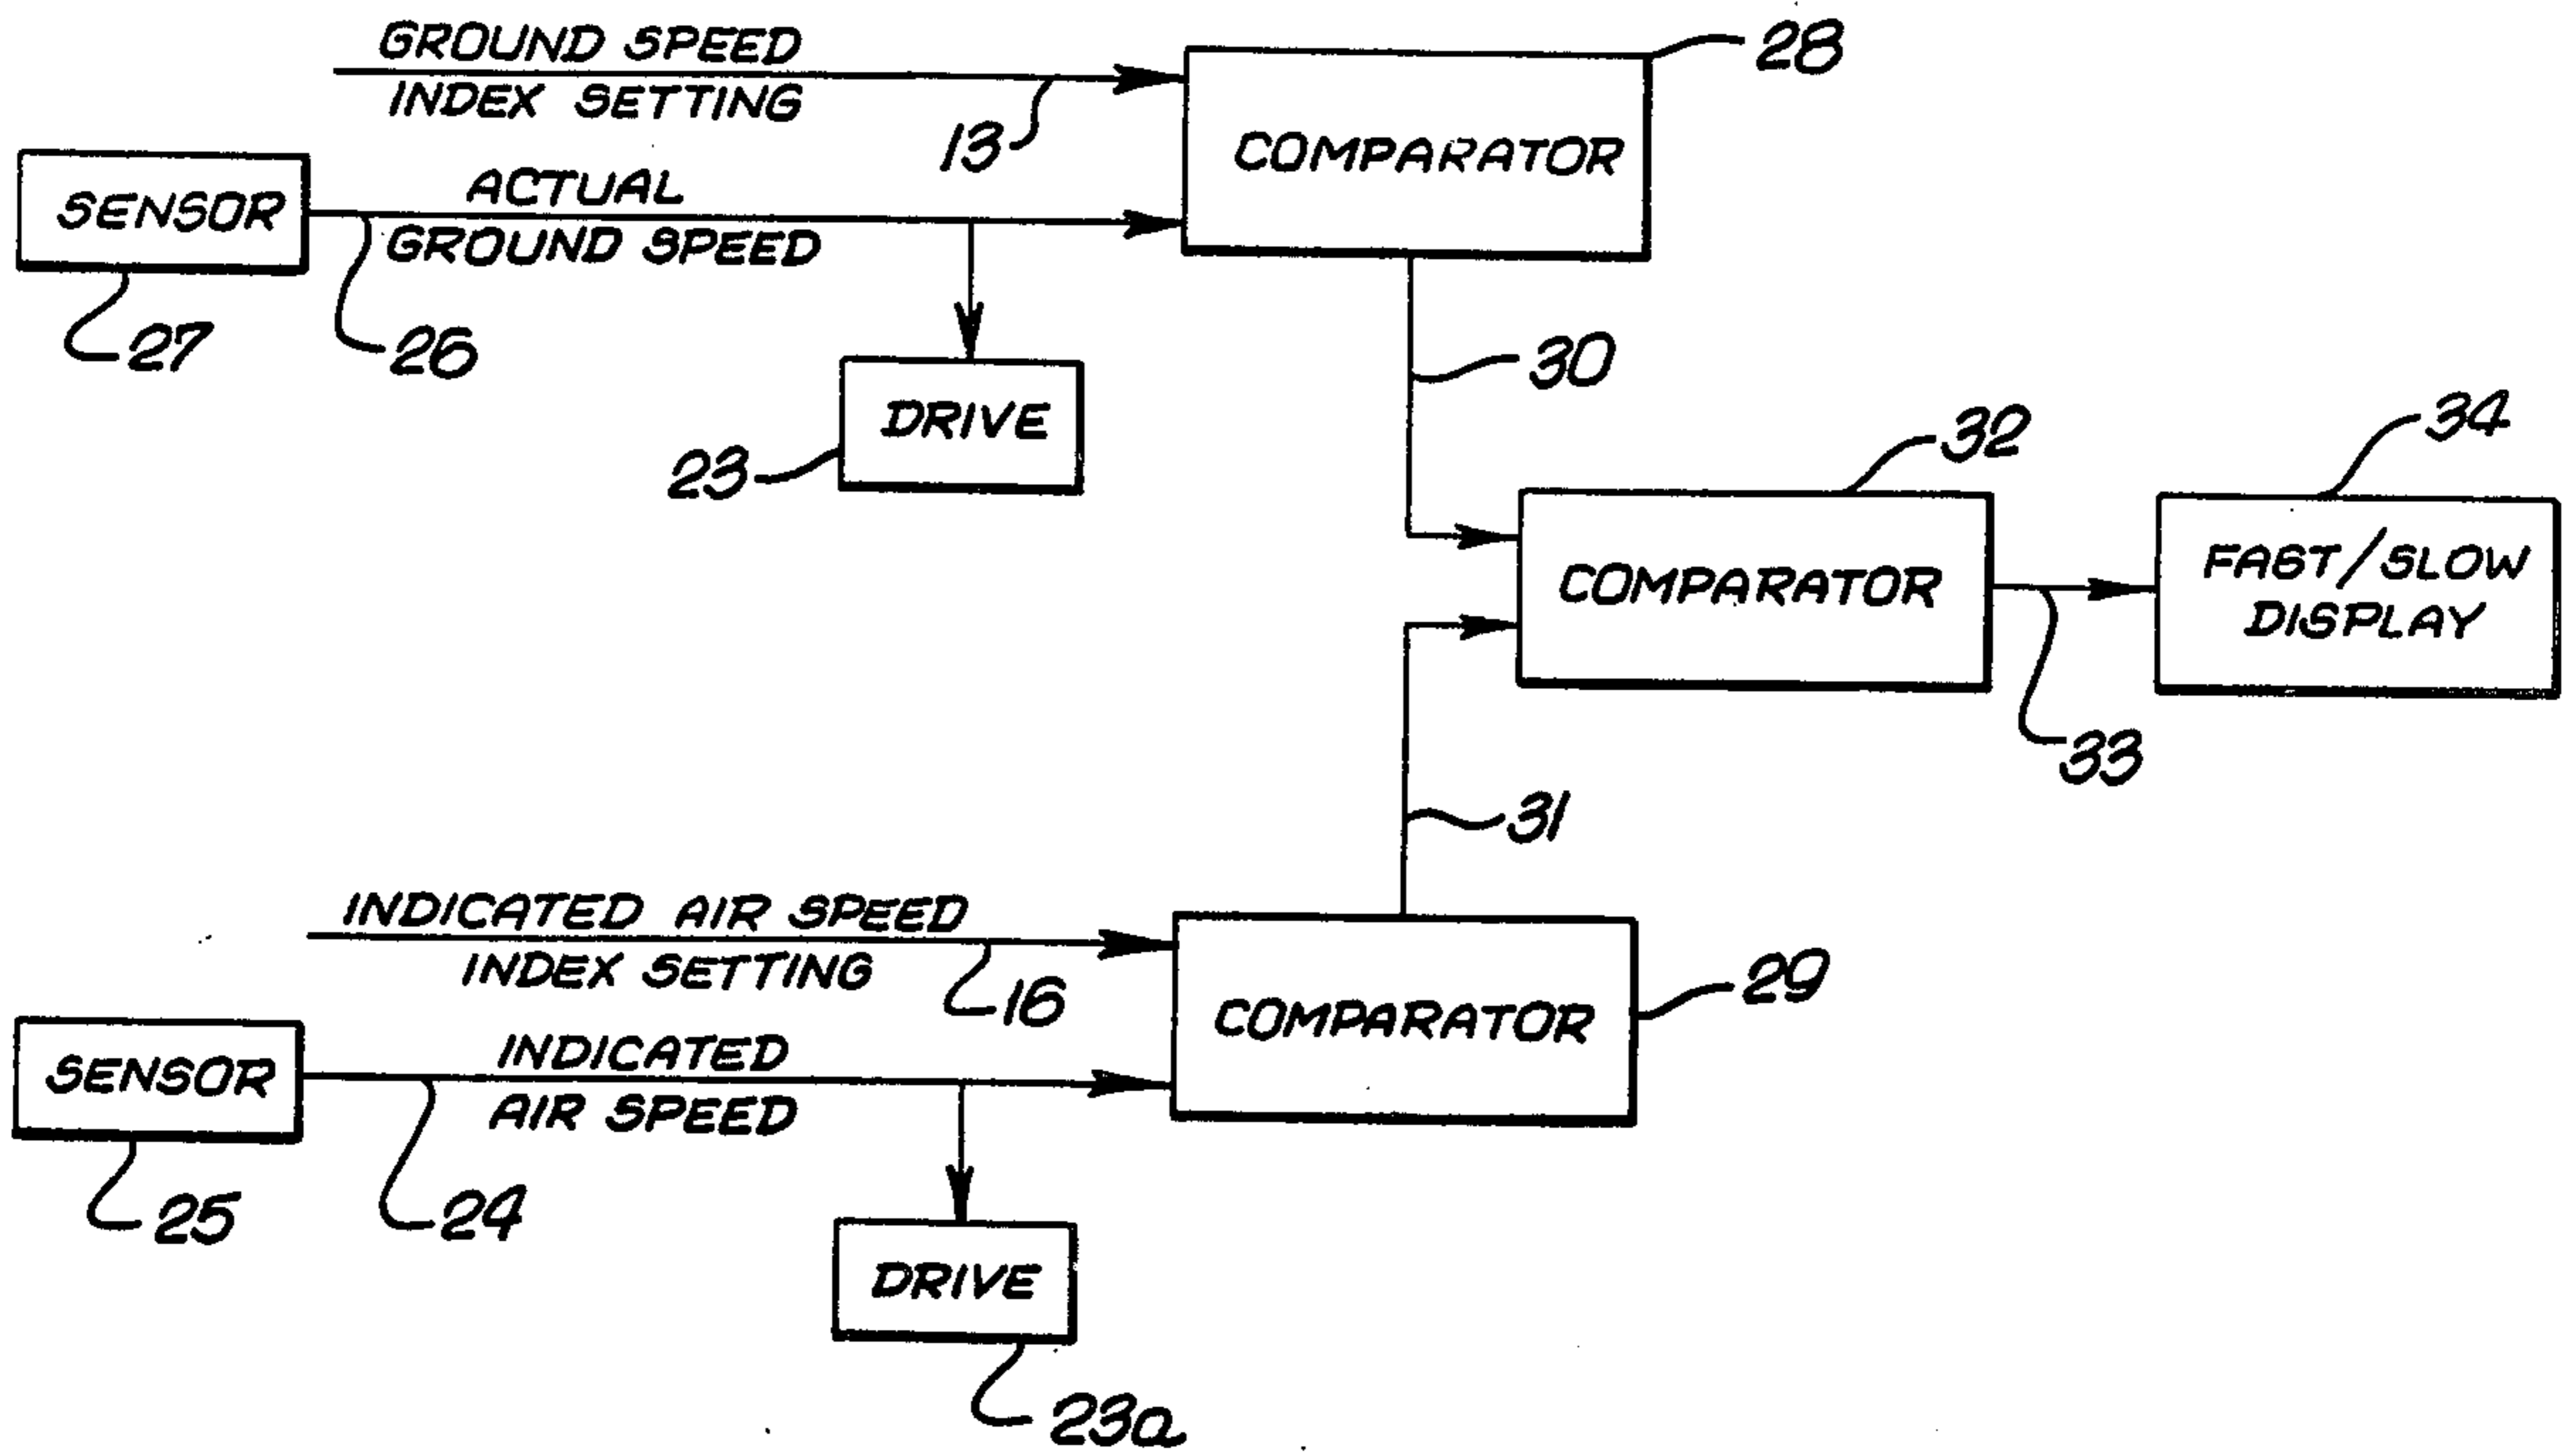 GROUND SPEED
INDEX SETTING
13
28
COMPARATOR
SENSOR
27
ACTUAL
GROUND SPEED
26
DRIVE
23
30
32
COMPARATOR
34
FAST/SLOW
DISPLAY
33
31
INDICATED AIR SPEED
INDEX SETTING
16
COMPARATOR
29
SENSOR
25
INDICATED
AIR SPEED
24
DRIVE
23a